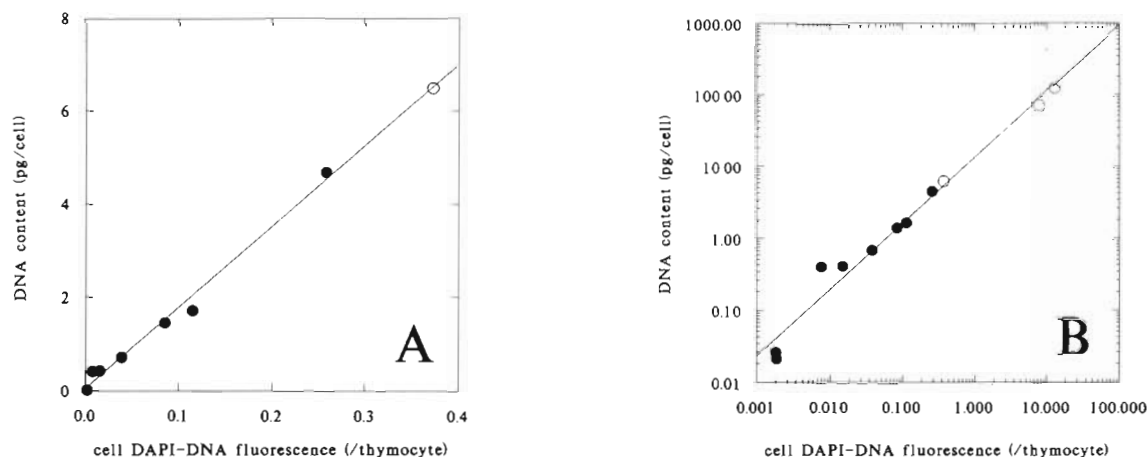 8
6
4
2
0
0.0 0.1 0.2 0.3 0.4
DNA content (pg/cell)
cell DAPI-DNA fluorescence (/thymocyte)
A
1000.00
100.00
10.00
1.00
0.10
0.01
0.001 0.010 0.100 1.000 10.000 100.000
DNA content (pg/cell)
cell DAPI-DNA fluorescence (/thymocyte)
B